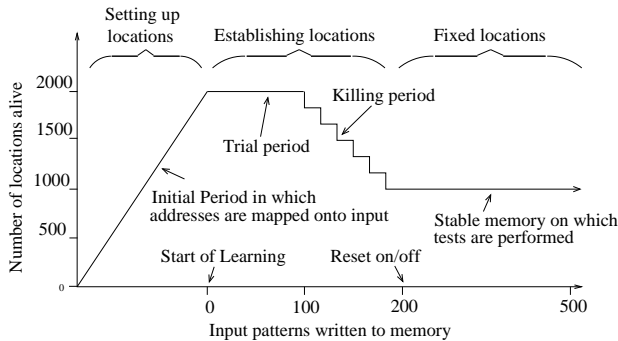 Setting up
locations
Establishing locations
Fixed locations
Number of locations alive
2000
1500
1000
500
0
Killing period
Trial period
Initial Period in which
addresses are mapped onto input
Stable memory on which
tests are performed
Start of Learning
Reset on/off
0
100
200
500
Input patterns written to memory